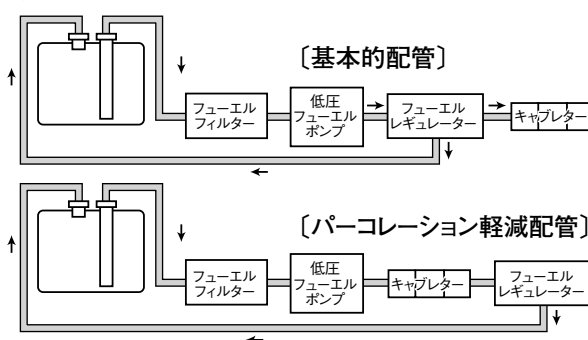 〔基本的配管〕
フューエル
フィルター
低圧
フューエル
ポンプ
フューエル
レギュレーター
キャブレター
〔パーコレーション軽減配管〕
フューエル
フィルター
低圧
フューエル
ポンプ
キャブレター
フューエル
レギュレーター